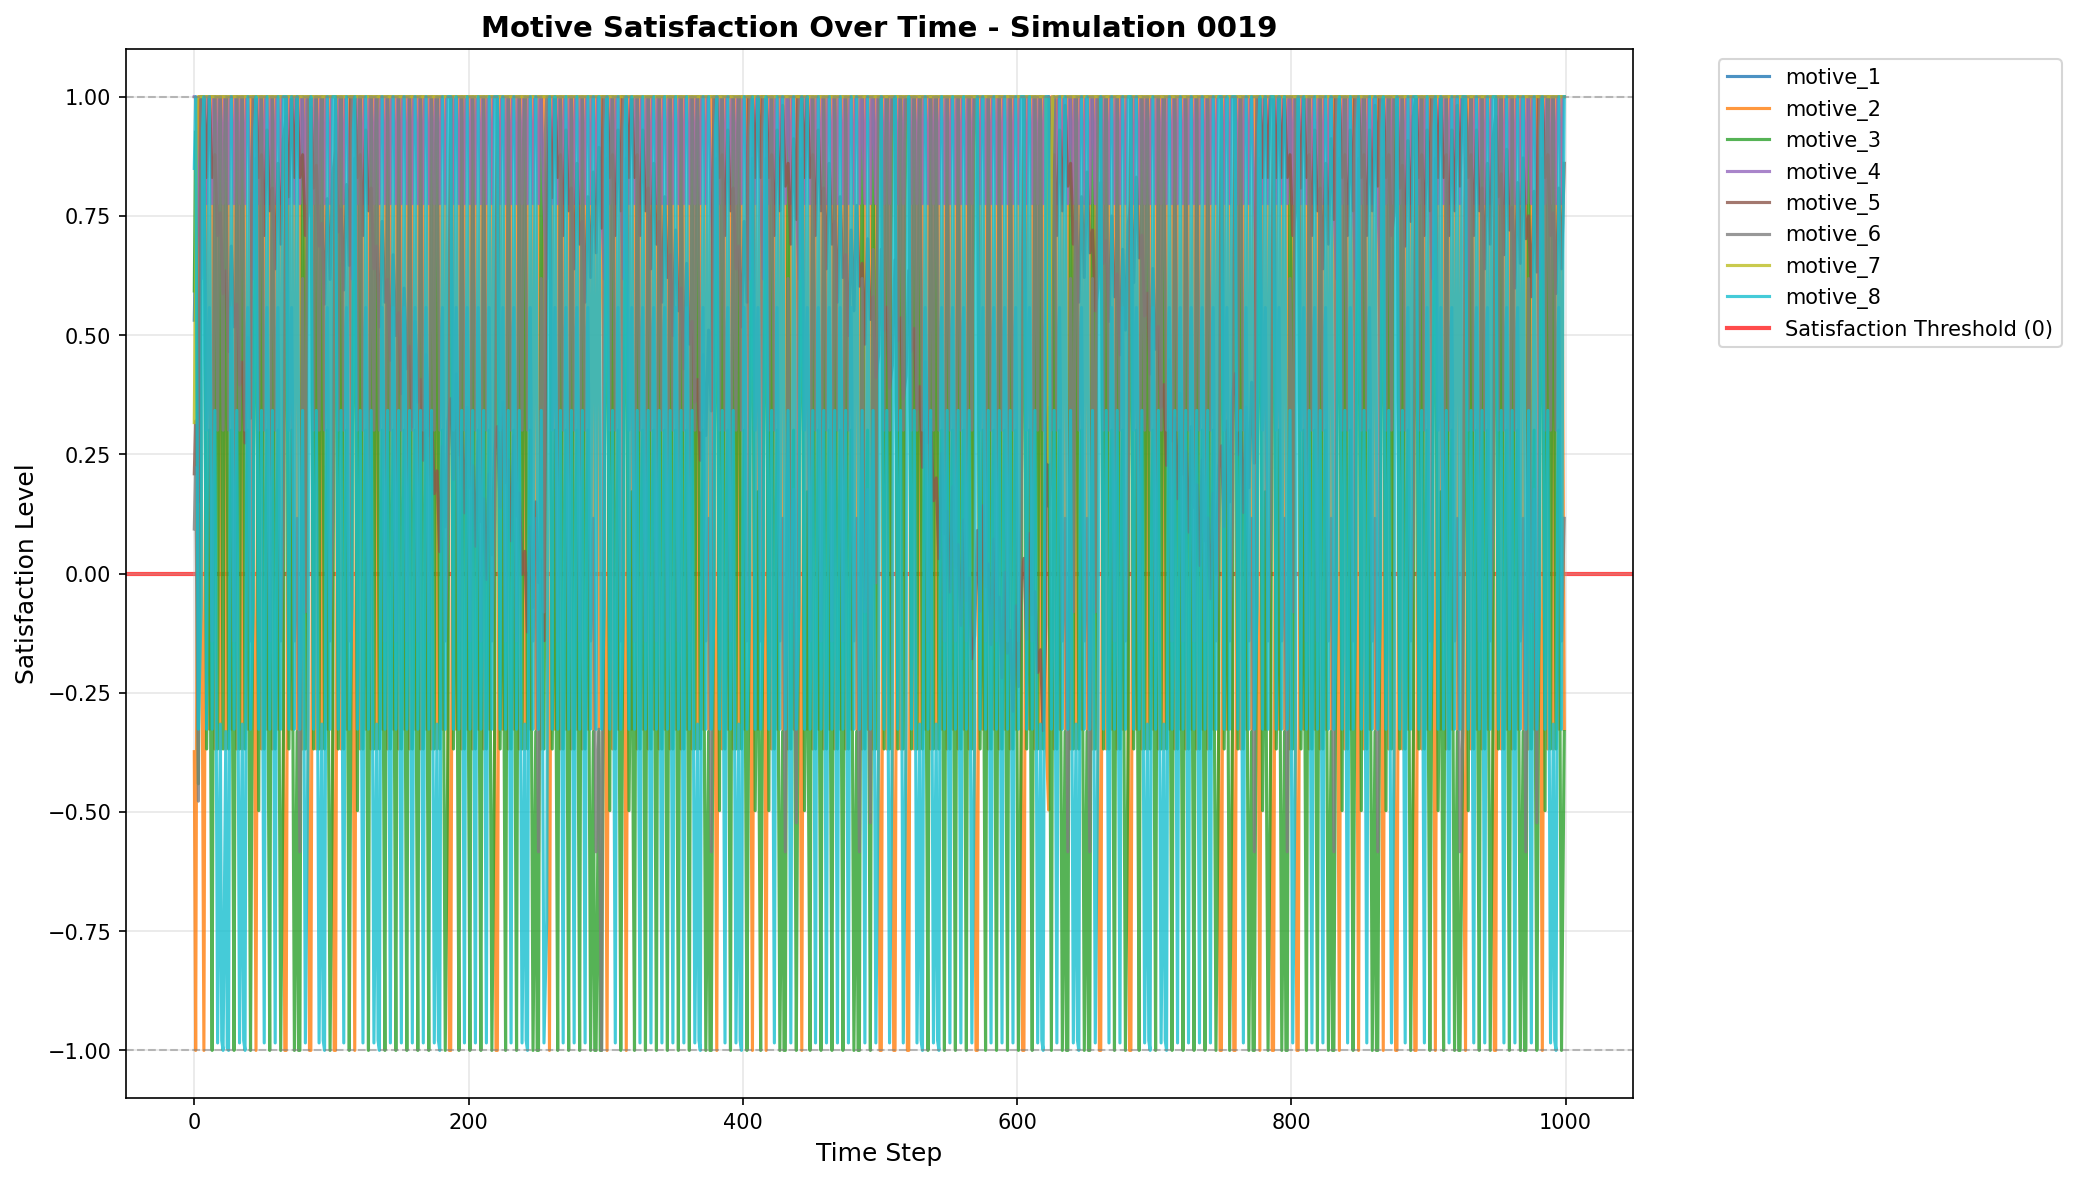 Motive Satisfaction Over Time - Simulation 0019
Satisfaction Level
1.00
0.75
0.50
0.25
0.00
−0.25
−0.50
−0.75
−1.00
0
200
400
600
800
1000
Time Step
motive_1
motive_2
motive_3
motive_4
motive_5
motive_6
motive_7
motive_8
Satisfaction Threshold (0)